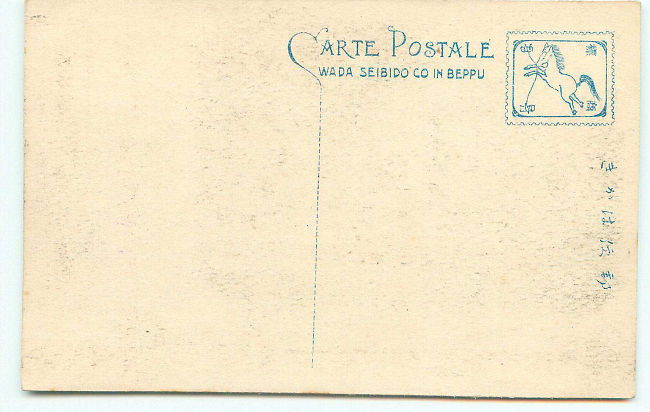 CARTE POSTALE
WADA SEIBIDO CO IN BEPPU
郵便はかき